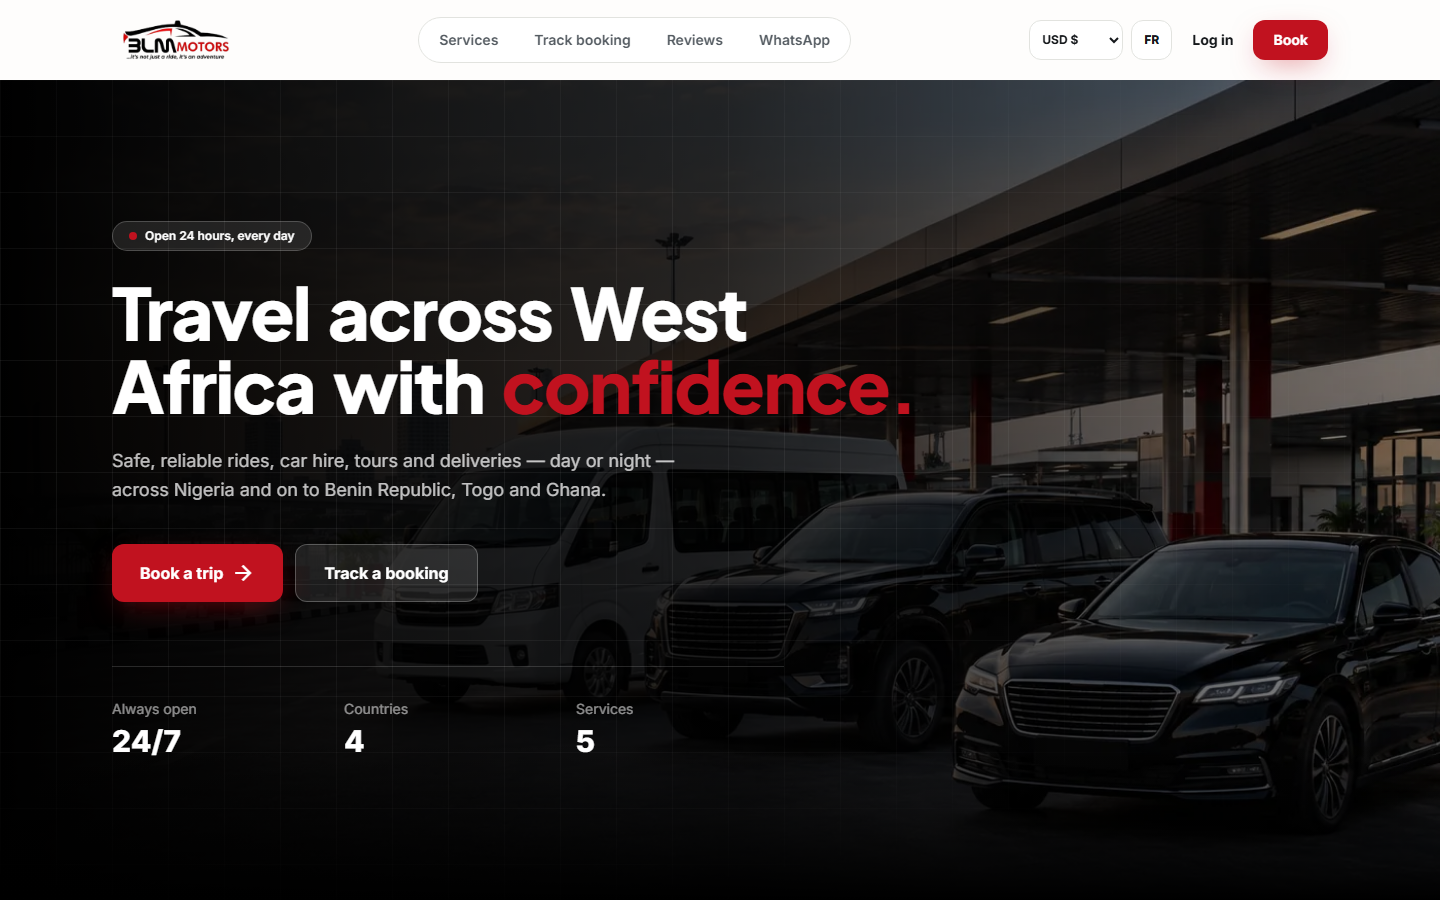 BLM MOTORS
...it's not just a ride, it's an adventure
Services
Track booking
Reviews
WhatsApp
USD $
FR
Log in
Book
Open 24 hours, every day
Travel across West
Africa with confidence.
Safe, reliable rides, car hire, tours and deliveries — day or night —
across Nigeria and on to Benin Republic, Togo and Ghana.
Book a trip →
Track a booking
Always open
24/7
Countries
4
Services
5